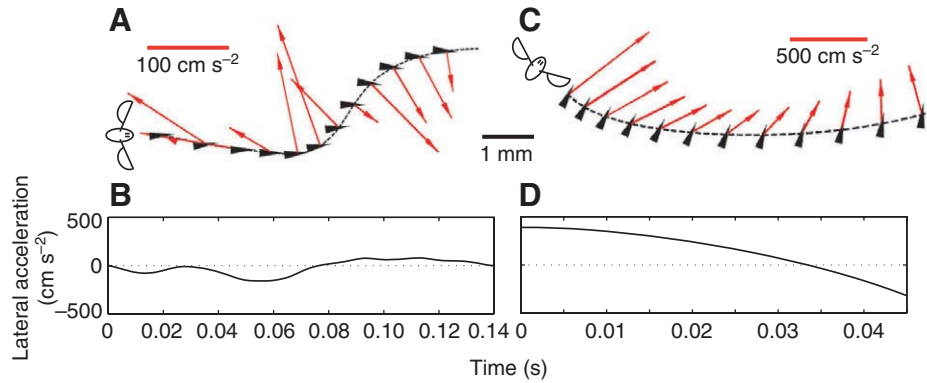 A
100 cm s⁻²
C
500 cm s⁻²
1 mm
B
D
Lateral acceleration
(cm s⁻²)
500
0
–500
0 0.02 0.04 0.06 0.08 0.10 0.12 0.14
0 0.01 0.02 0.03 0.04
Time (s)